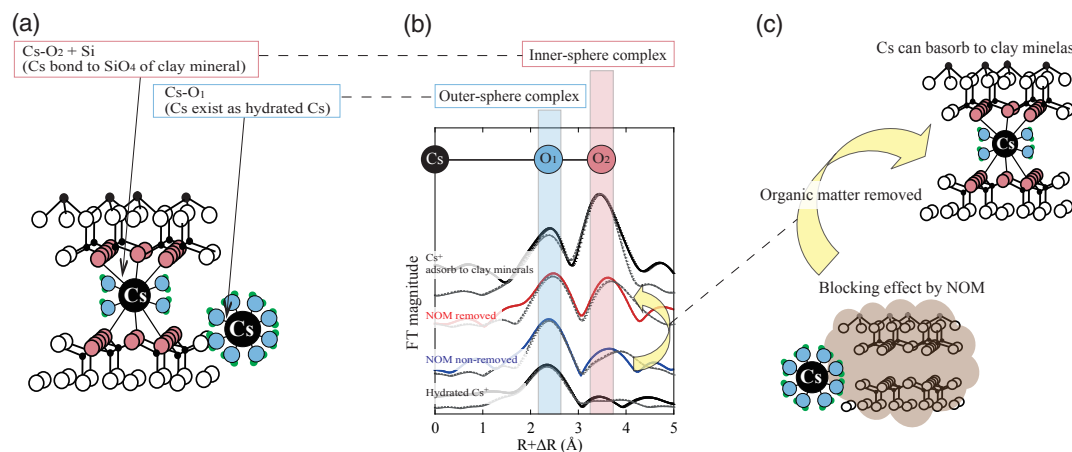 (a)
Cs-O₂ + Si
(Cs bond to SiO₄ of clay mineral)
Cs-O₁
(Cs exist as hydrated Cs)
Cs
Cs
(b)
Inner-sphere complex
Outer-sphere complex
Cs
O₁
O₂
Cs⁺
adsorb to clay minerals
NOM removed
NOM non-removed
Hydrated Cs⁺
FT magnitude
0 1 2 3 4 5
R+ΔR (Å)
(c)
Cs can basorb to clay minelas
Cs
Organic matter removed
Blocking effect by NOM
Cs